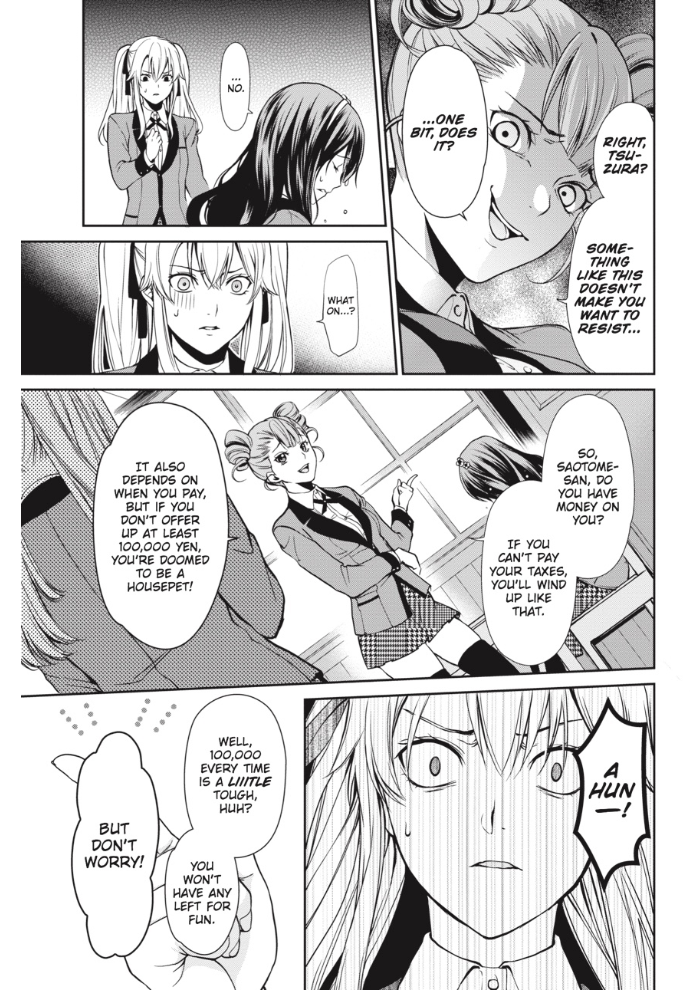 RIGHT,
TSU-
ZURA?
SOME-
THING
LIKE THIS
DOESN'T
MAKE YOU
WANT TO
RESIST...
...ONE
BIT, DOES
IT?
...
NO.
WHAT
ON...?
SO,
SAOTOME-
SAN, DO
YOU HAVE
MONEY ON
YOU?
IF YOU
CAN'T PAY
YOUR TAXES,
YOU'LL WIND
UP LIKE
THAT.
IT ALSO
DEPENDS ON
WHEN YOU PAY,
BUT IF YOU
DON'T OFFER
UP AT LEAST
100,000 YEN,
YOU'RE DOOMED
TO BE A
HOUSEPET!
A
HUN
—!
WELL,
100,000
EVERY TIME
IS A LIIITLE
TOUGH,
HUH?
YOU
WON'T
HAVE ANY
LEFT FOR
FUN.
BUT
DON'T
WORRY!